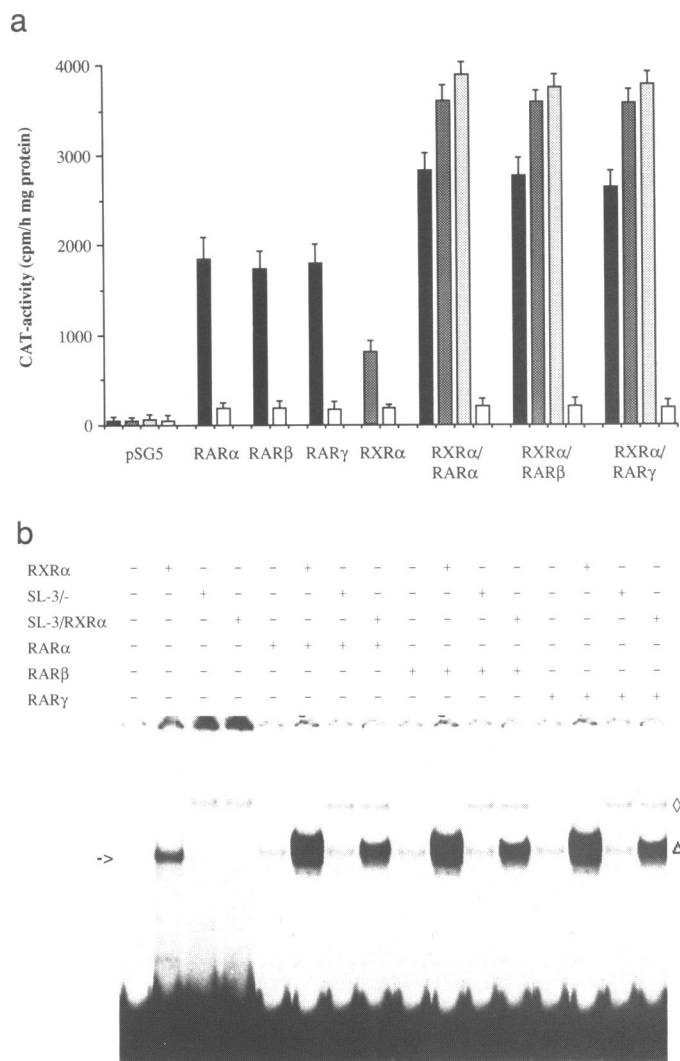 a
CAT-activity (cpm/h mg protein)
4000
3000
2000
1000
0
pSG5 RARα RARβ RARγ RXRα RXRα/ RXRα/ RXRα/
RARα RARβ RARγ
b
RXRα – + – – – + – – – + – – – + – –
SL-3/- – – + – – – + – – – + – – – + –
SL-3/RXRα – – – + – – – + – – – + – – – +
RARα – – – – + + + + – – – – – – – –
RARβ – – – – – – – – + + + + – – – –
RARγ – – – – – – – – – – – – + + + +
◊
->
Δ